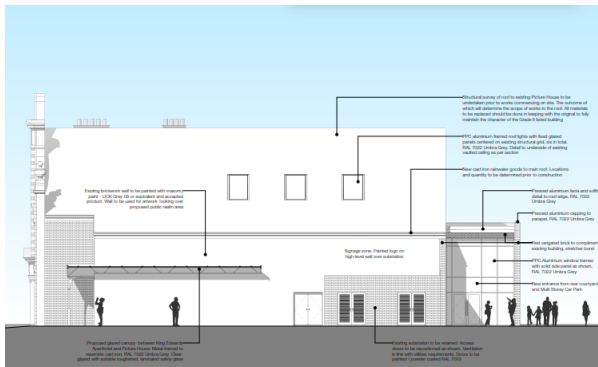 Structural survey of roof to existing Picture House to be
undertaken prior to works commencing on site. The outcome of
which will determine the scope of works to the roof. All materials
to be replaced should be done in keeping with the original to fully
maintain the character of the Grade II listed building
PPC aluminium framed roof lights with fixed glazed
panels centered on existing structural grid, six in total,
RAL 7022 Umbra Grey. Detail to underside of existing
vaulted ceiling as per section
New cast iron rainwater goods to main roof. Locations
and quantity to be determined prior to construction
Existing brickwork wall to be painted with masonry
paint - LICK Grey 03 or equivalent and accepted
product. Wall to be used for artwork looking over
proposed public realm area
Pressed aluminium facia and soffit
detail to roof edge, RAL 7022
Umbra Grey
Pressed aluminium capping to
parapet, RAL 7022 Umbra Grey
Red variegated brick to compliment
existing building, stretcher bond.
Signage zone. Painted logo on
high level wall over substation
PPC Aluminium window frames
with solid side panel as shown,
RAL 7022 Umbra Grey
New entrance from rear courtyard
and Multi Storey Car Park
Proposed glazed canopy between King Edwards
Aparthotel and Picture House. Metal framed to
resemble cast iron, RAL 7022 Umbra Grey. Clear
glazed with suitable toughened, laminated safety glass
Existing substation to be retained. Access
doors to be repositioned as shown. Ventilation
in line with utilities requirements. Doors to be
painted / powder coated RAL 7022